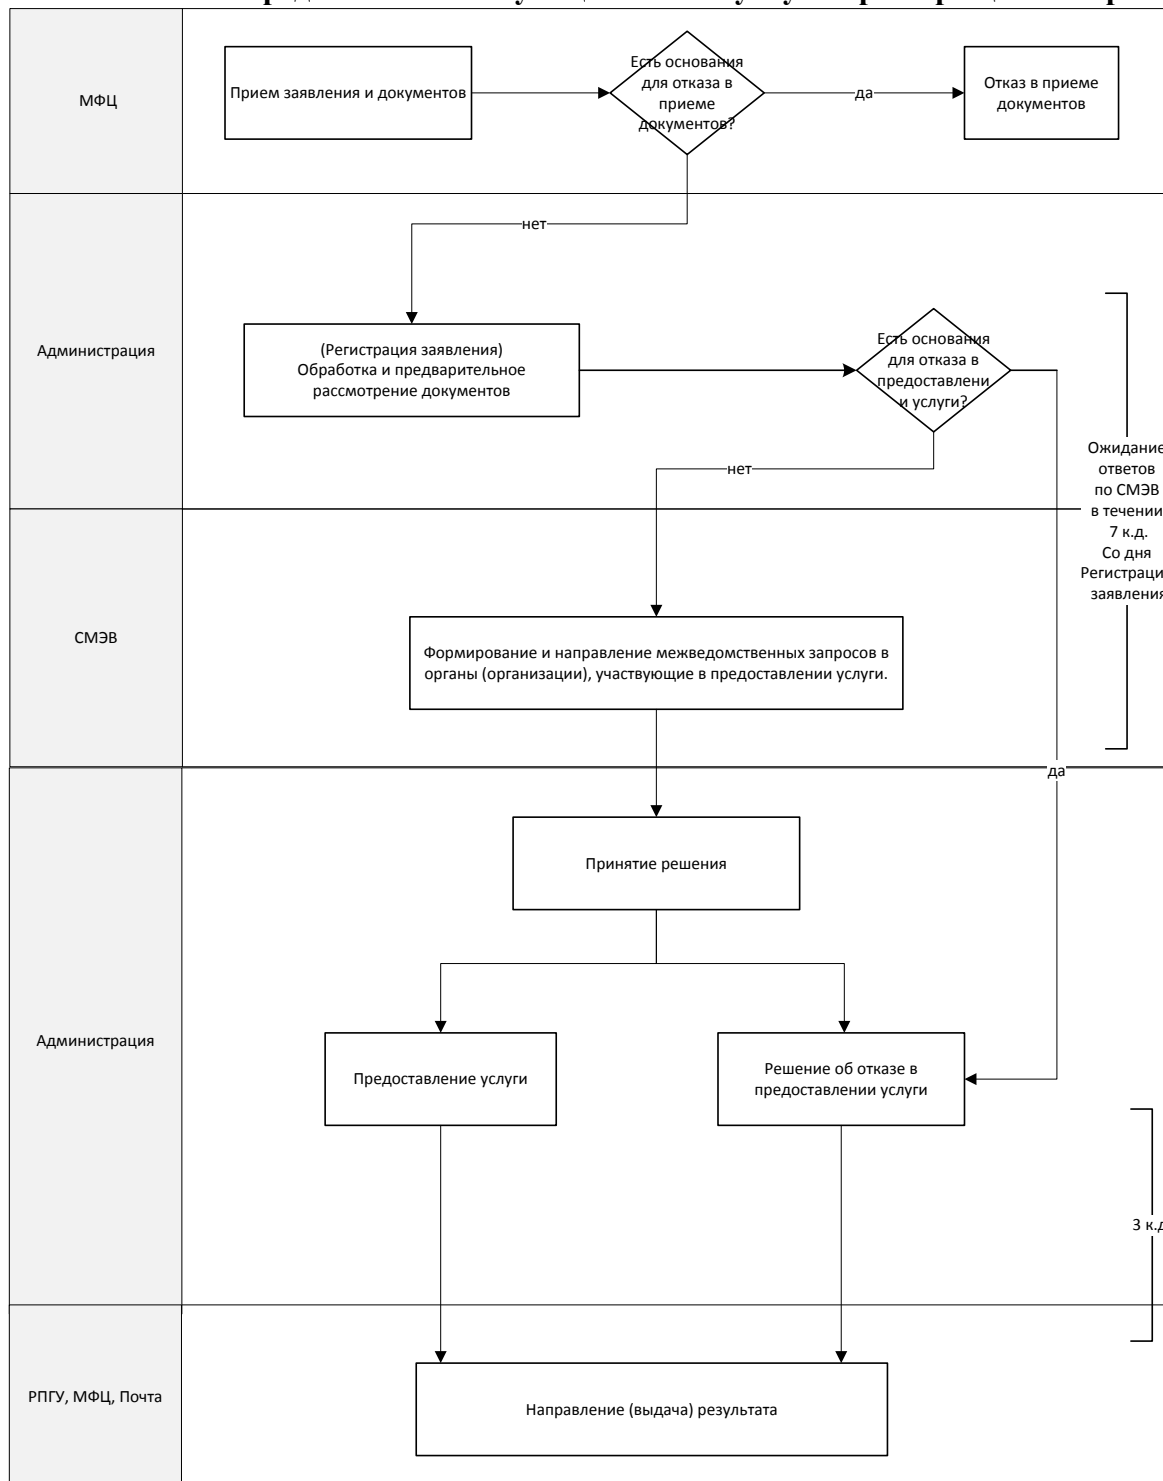 МФЦ
Прием заявления и документов
Есть основания
для отказа в
приеме
документов?
да
Отказ в приеме
документов
нет
Администрация
(Регистрация заявления)
Обработка и предварительное
рассмотрение документов
Есть основания
для отказа в
предоставлени
и услуги?
нет
Ожидание
ответов
по СМЭВ
в течении
7 к.д.
Со дня
Регистраци
заявления
СМЭВ
Формирование и направление межведомственных запросов в
органы (организации), участвующие в предоставлении услуги.
да
Принятие решения
Администрация
Предоставление услуги
Решение об отказе в
предоставлении услуги
3 к.д
РПГУ, МФЦ, Почта
Направление (выдача) результата